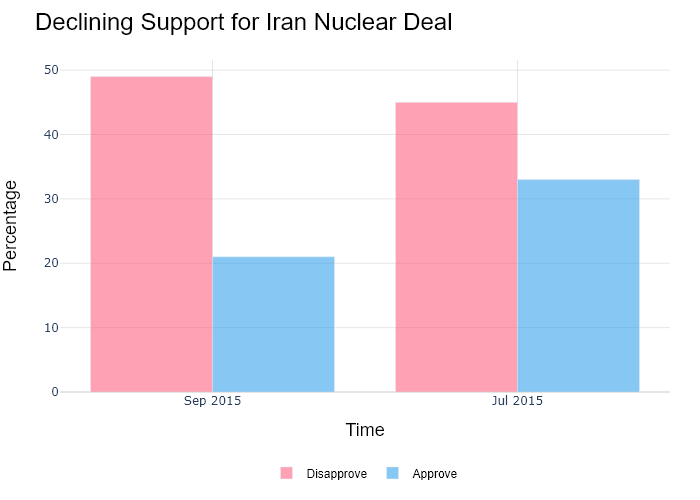 Declining Support for Iran Nuclear Deal
Percentage
50
40
30
20
10
0
Sep 2015
Jul 2015
Time
Disapprove
Approve